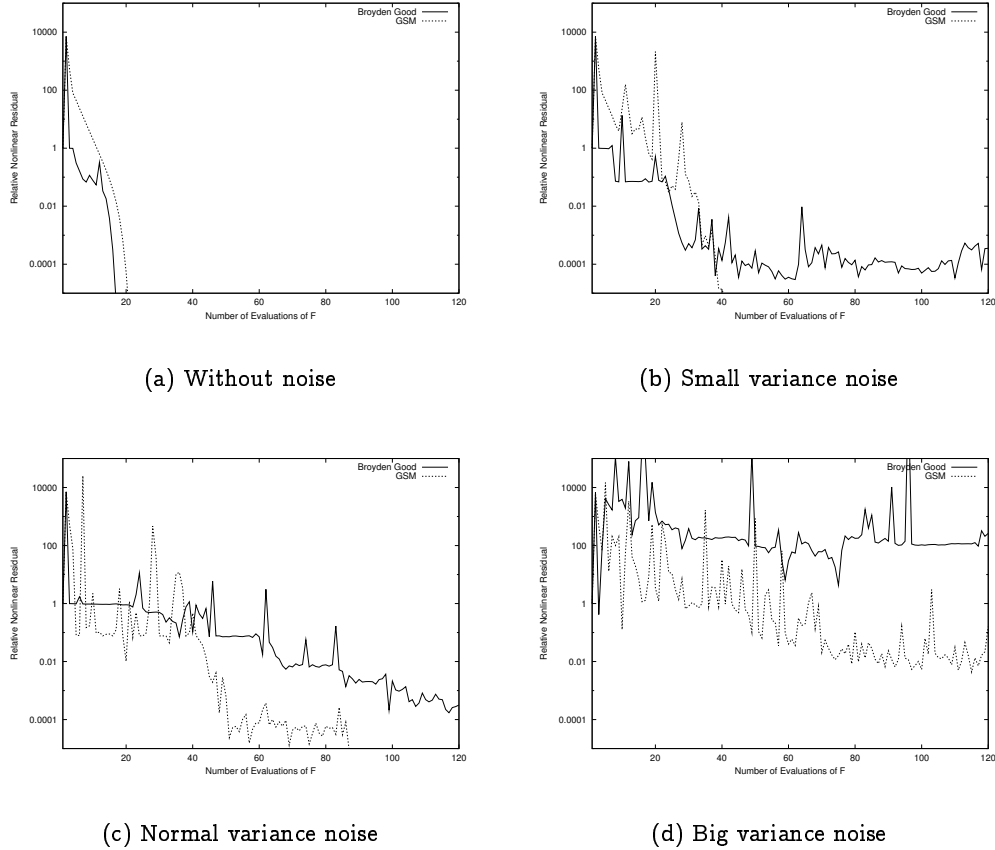 Broyden Good
GSM
10000
100
1
0.01
0.0001
20
40
60
80
100
120
Relative Nonlinear Residual
Number of Evaluations of F
(a) Without noise
Broyden Good
GSM
10000
100
1
0.01
0.0001
20
40
60
80
100
120
Relative Nonlinear Residual
Number of Evaluations of F
(b) Small variance noise
Broyden Good
GSM
10000
100
1
0.01
0.0001
20
40
60
80
100
120
Relative Nonlinear Residual
Number of Evaluations of F
(c) Normal variance noise
Broyden Good
GSM
10000
100
1
0.01
0.0001
20
40
60
80
100
120
Relative Nonlinear Residual
Number of Evaluations of F
(d) Big variance noise